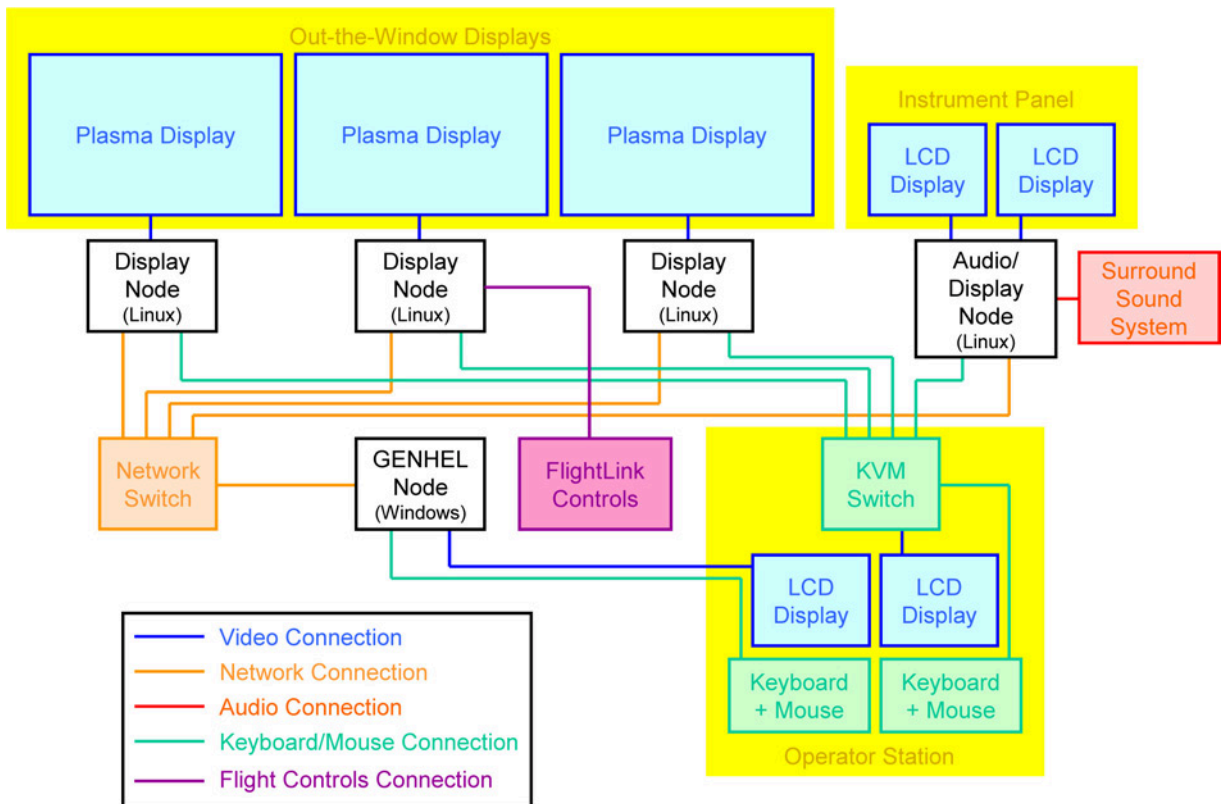 Out-the-Window Displays
Plasma Display
Plasma Display
Plasma Display
Instrument Panel
LCD
Display
LCD
Display
Display
Node
(Linux)
Display
Node
(Linux)
Display
Node
(Linux)
Audio/
Display
Node
(Linux)
Surround
Sound
System
Network
Switch
GENHEL
Node
(Windows)
FlightLink
Controls
KVM
Switch
LCD
Display
LCD
Display
Keyboard
+ Mouse
Keyboard
+ Mouse
Operator Station
Video Connection
Network Connection
Audio Connection
Keyboard/Mouse Connection
Flight Controls Connection